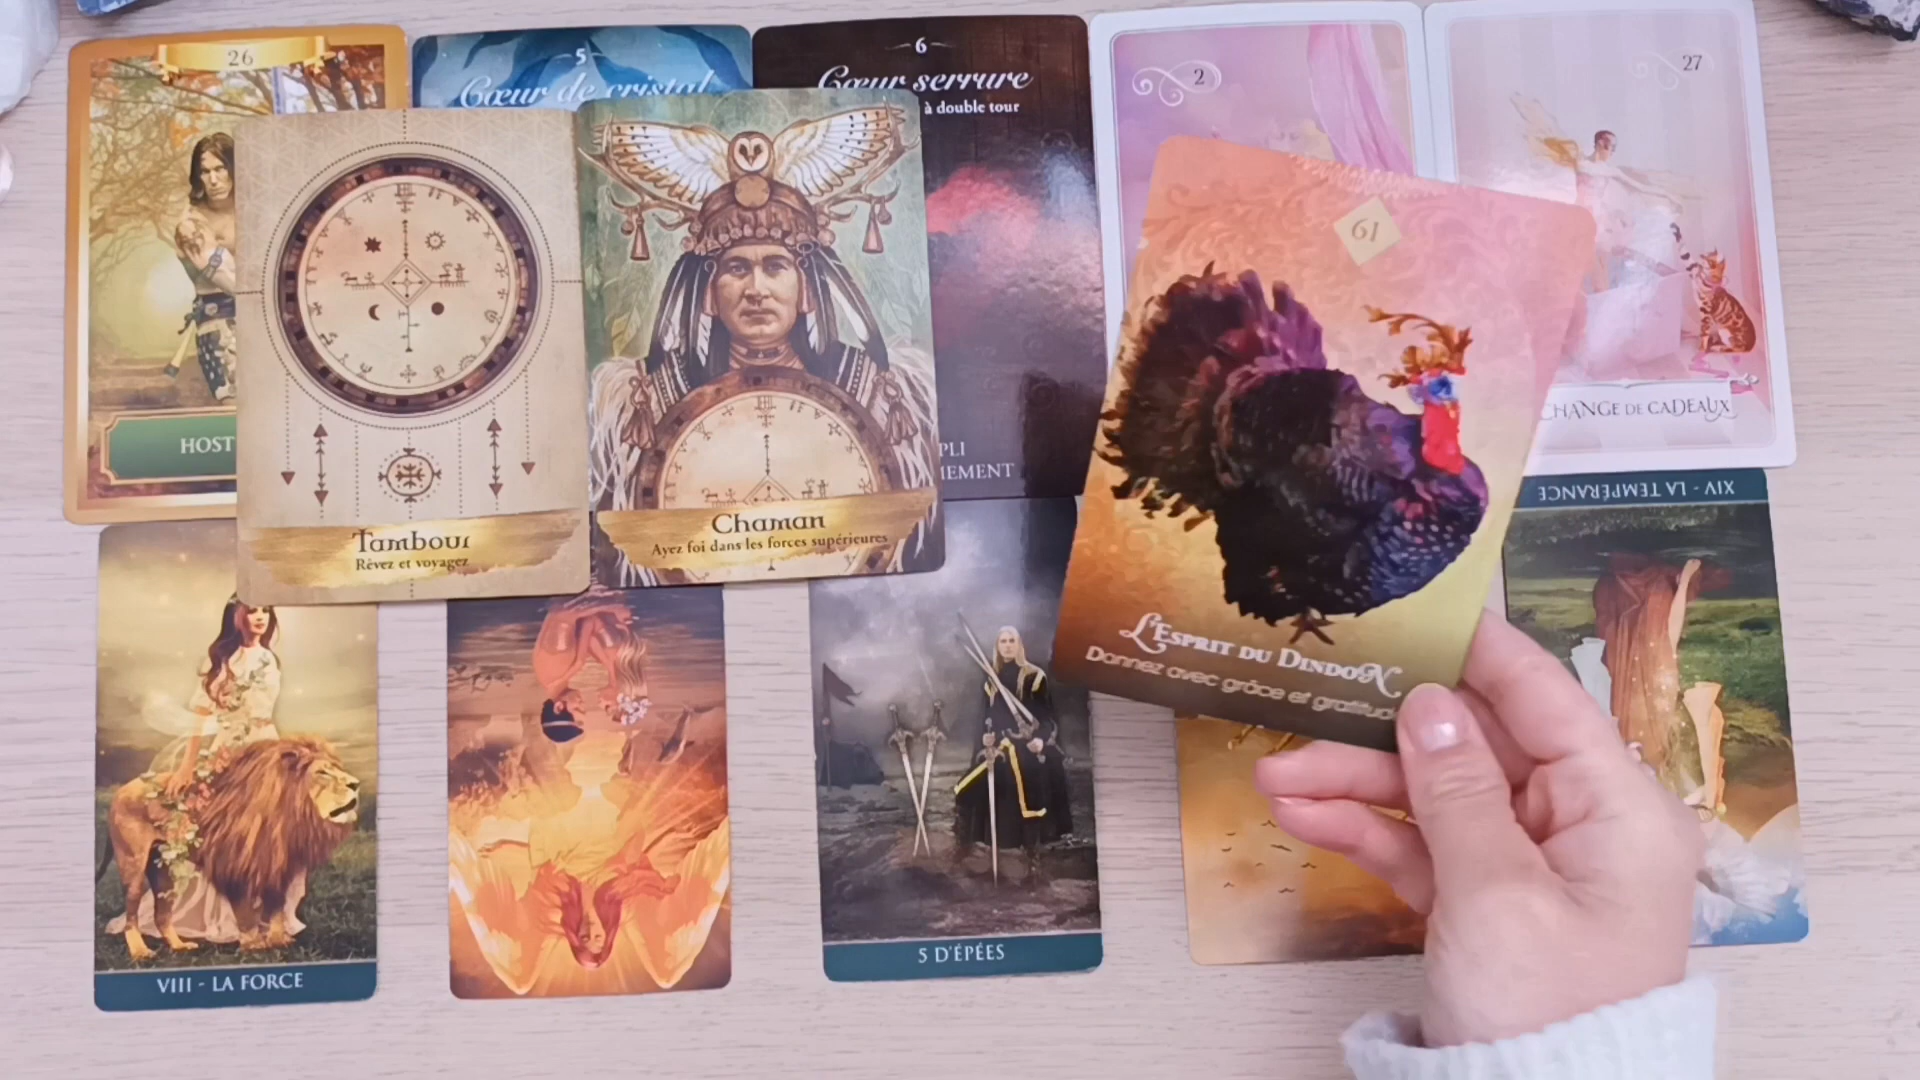 26
5
Cœur de cristal
6
Cœur serrure
à double tour
2
27
HOST
Tambour
Rêvez et voyagez
Chaman
Ayez foi dans les forces supérieures
PLI
EMENT
61
L'Esprit du Dindon
Donnez avec grâce et gratitud
CHANGE DE CADEAUX
XIV - LA TEMPÉRANCE
VIII - LA FORCE
5 D'ÉPÉES